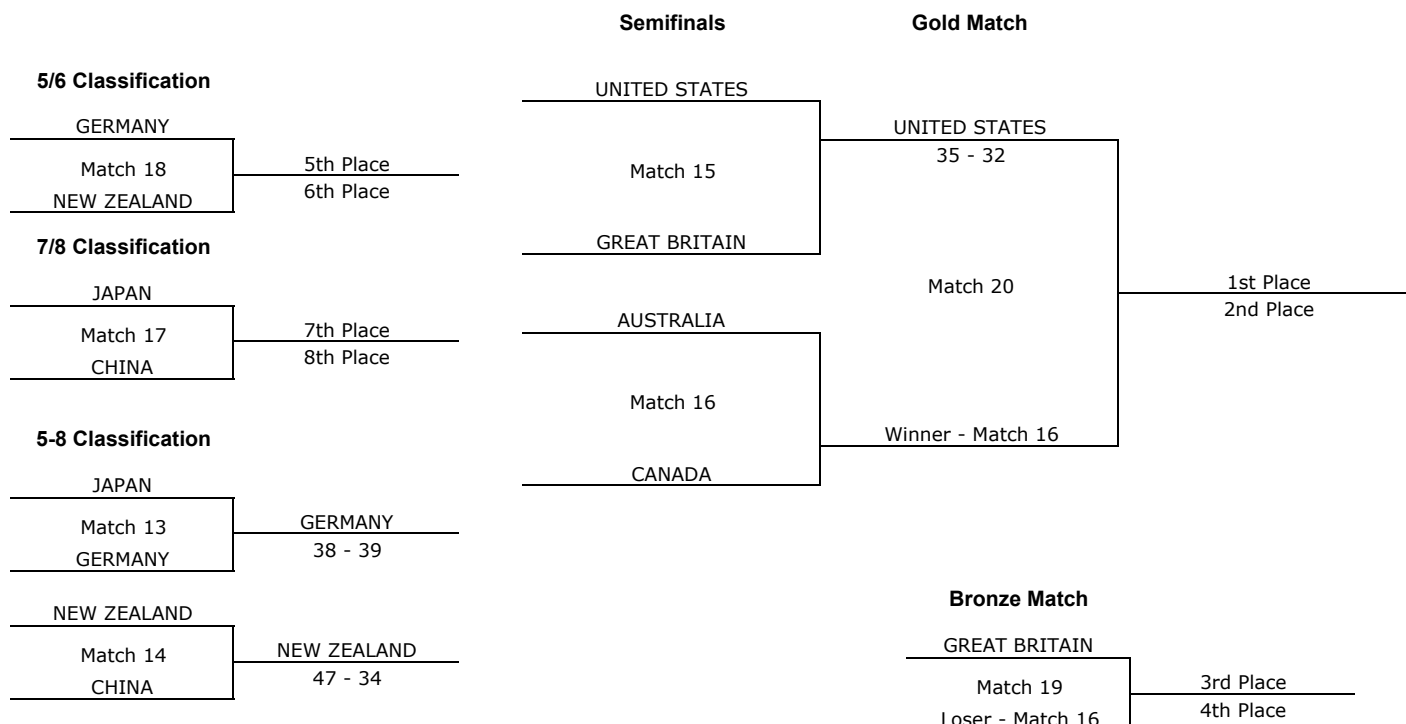 Semifinals
Gold Match
5/6 Classification
GERMANY
Match 18
NEW ZEALAND
5th Place
6th Place
7/8 Classification
JAPAN
Match 17
CHINA
7th Place
8th Place
5-8 Classification
JAPAN
Match 13
GERMANY
GERMANY
38 - 39
NEW ZEALAND
Match 14
CHINA
NEW ZEALAND
47 - 34
UNITED STATES
Match 15
GREAT BRITAIN
AUSTRALIA
Match 16
CANADA
UNITED STATES
35 - 32
Match 20
Winner - Match 16
1st Place
2nd Place
Bronze Match
GREAT BRITAIN
Match 19
Loser - Match 16
3rd Place
4th Place